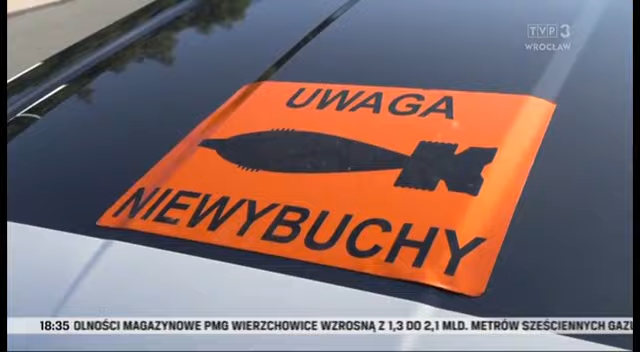 TVP3
WROCŁAW
UWAGA
NIEWYBUCHY
18:35 OLNOŚCI MAGAZYNOWE PMG WIERZCHOWICE WZROSNĄ Z 1,3 DO 2,1 MLD. METRÓW SZEŚCIENNYCH GAZ